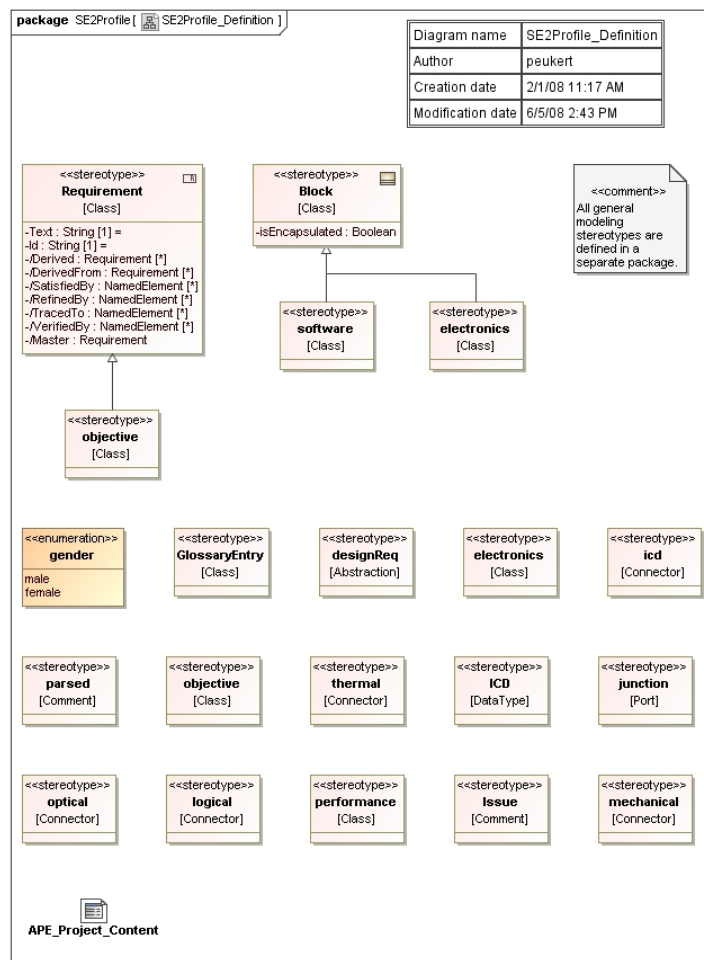 package SE2Profile [ SE2Profile_Definition ]
Diagram name SE2Profile_Definition
Author peukert
Creation date 2/1/08 11:17 AM
Modification date 6/5/08 2:43 PM
<<stereotype>>
Requirement
[Class]
-Text : String [1] =
-Id : String [1] =
-/Derived : Requirement [*]
-/DerivedFrom : Requirement [*]
-/SatisfiedBy : NamedElement [*]
-/RefinedBy : NamedElement [*]
-/TracedTo : NamedElement [*]
-/VerifiedBy : NamedElement [*]
-/Master : Requirement
<<stereotype>>
Block
[Class]
-isEncapsulated : Boolean
<<comment>>
All general
modeling
stereotypes are
defined in a
separate package.
<<stereotype>>
software
[Class]
<<stereotype>>
electronics
[Class]
<<stereotype>>
objective
[Class]
<<enumeration>>
gender
male
female
<<stereotype>>
GlossaryEntry
[Class]
<<stereotype>>
designReq
[Abstraction]
<<stereotype>>
electronics
[Class]
<<stereotype>>
icd
[Connector]
<<stereotype>>
parsed
[Comment]
<<stereotype>>
objective
[Class]
<<stereotype>>
thermal
[Connector]
<<stereotype>>
ICD
[DataType]
<<stereotype>>
junction
[Port]
<<stereotype>>
optical
[Connector]
<<stereotype>>
logical
[Connector]
<<stereotype>>
performance
[Class]
<<stereotype>>
Issue
[Comment]
<<stereotype>>
mechanical
[Connector]
APE_Project_Content